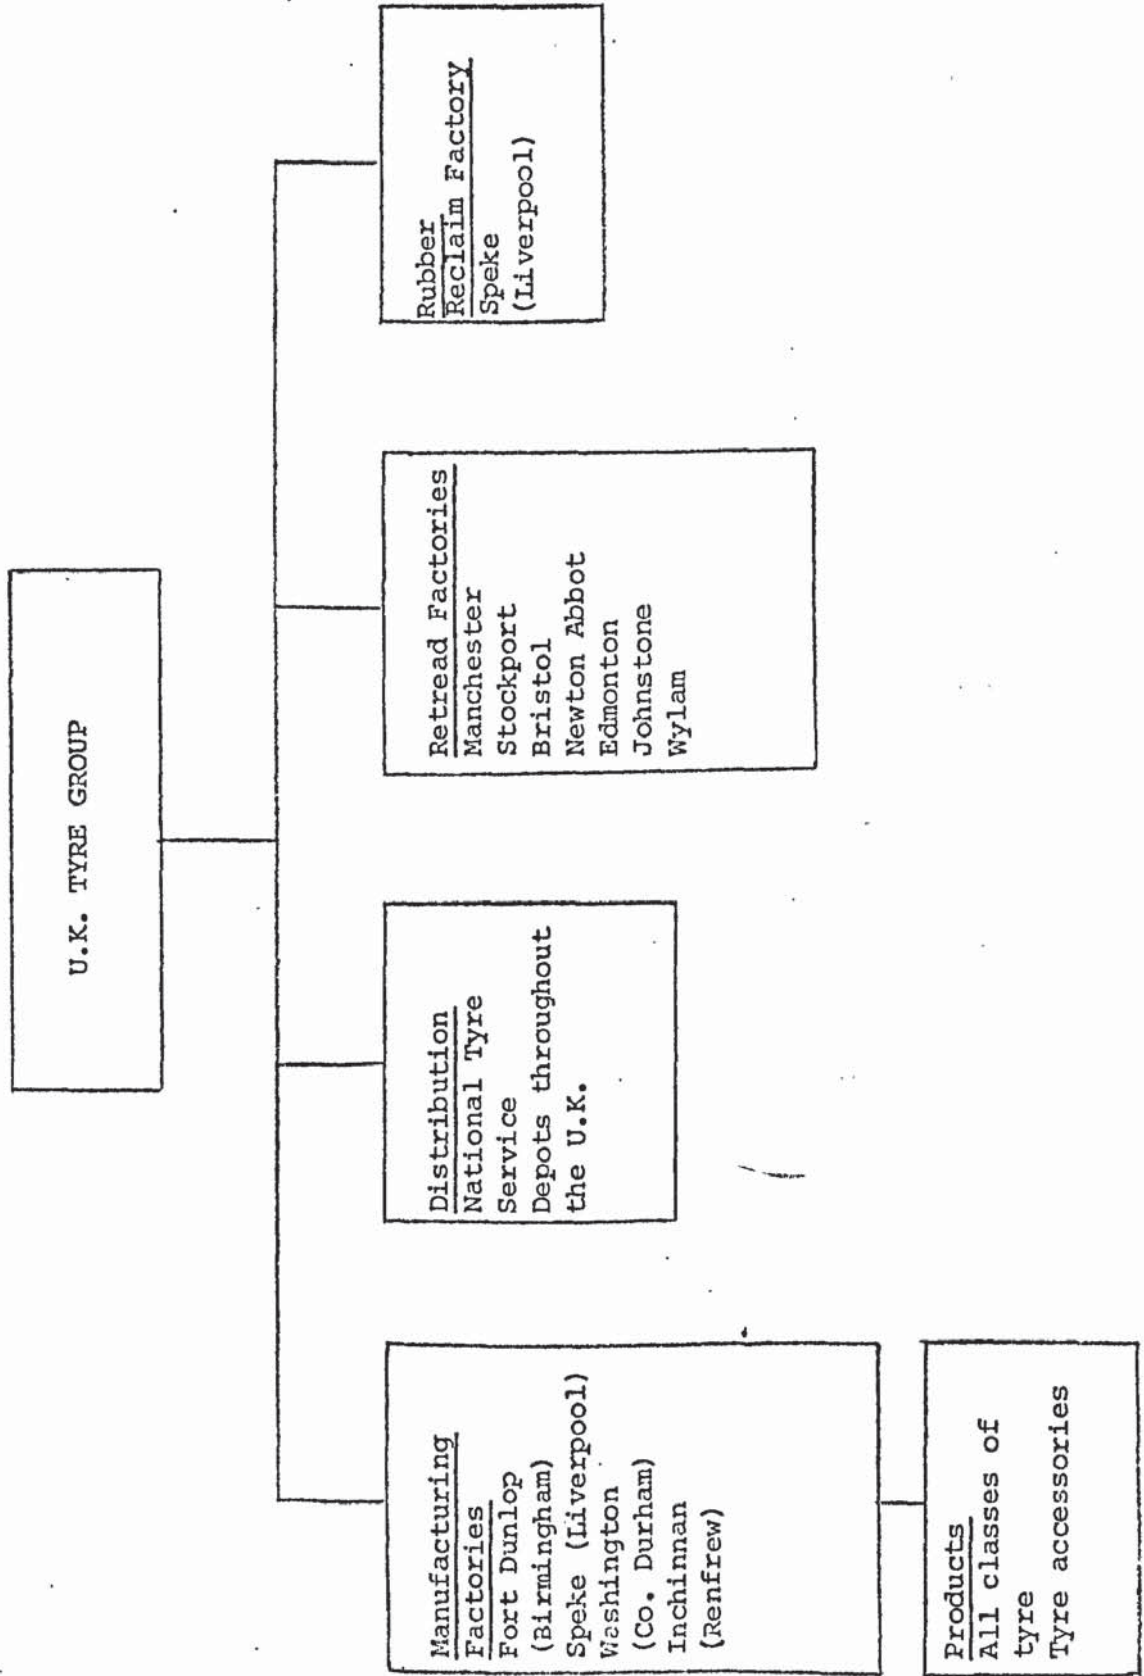 U.K. TYRE GROUP
Manufacturing
Factories
Fort Dunlop
(Birmingham)
Speke (Liverpool)
Washington
(Co. Durham)
Inchinnan
(Renfrew)
Products
All classes of
tyre
Tyre accessories
Distribution
National Tyre
Service
Depots throughout
the U.K.
Retread Factories
Manchester
Stockport
Bristol
Newton Abbot
Edmonton
Johnstone
Wylam
Rubber
Reclaim Factory
Speke
(Liverpool)